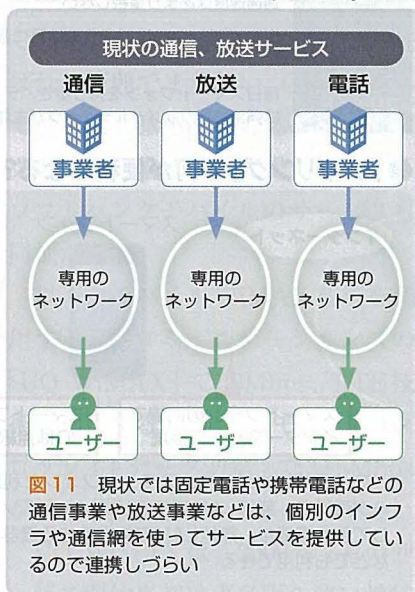 現状の通信、放送サービス
通信 放送 電話
事業者 事業者 事業者
専用の 専用の 専用の
ネットワーク ネットワーク ネットワーク
ユーザー ユーザー ユーザー
図11 現状では固定電話や携帯電話などの
通信事業や放送事業などは、個別のインフ
ラや通信網を使ってサービスを提供してい
るので連携しづらい